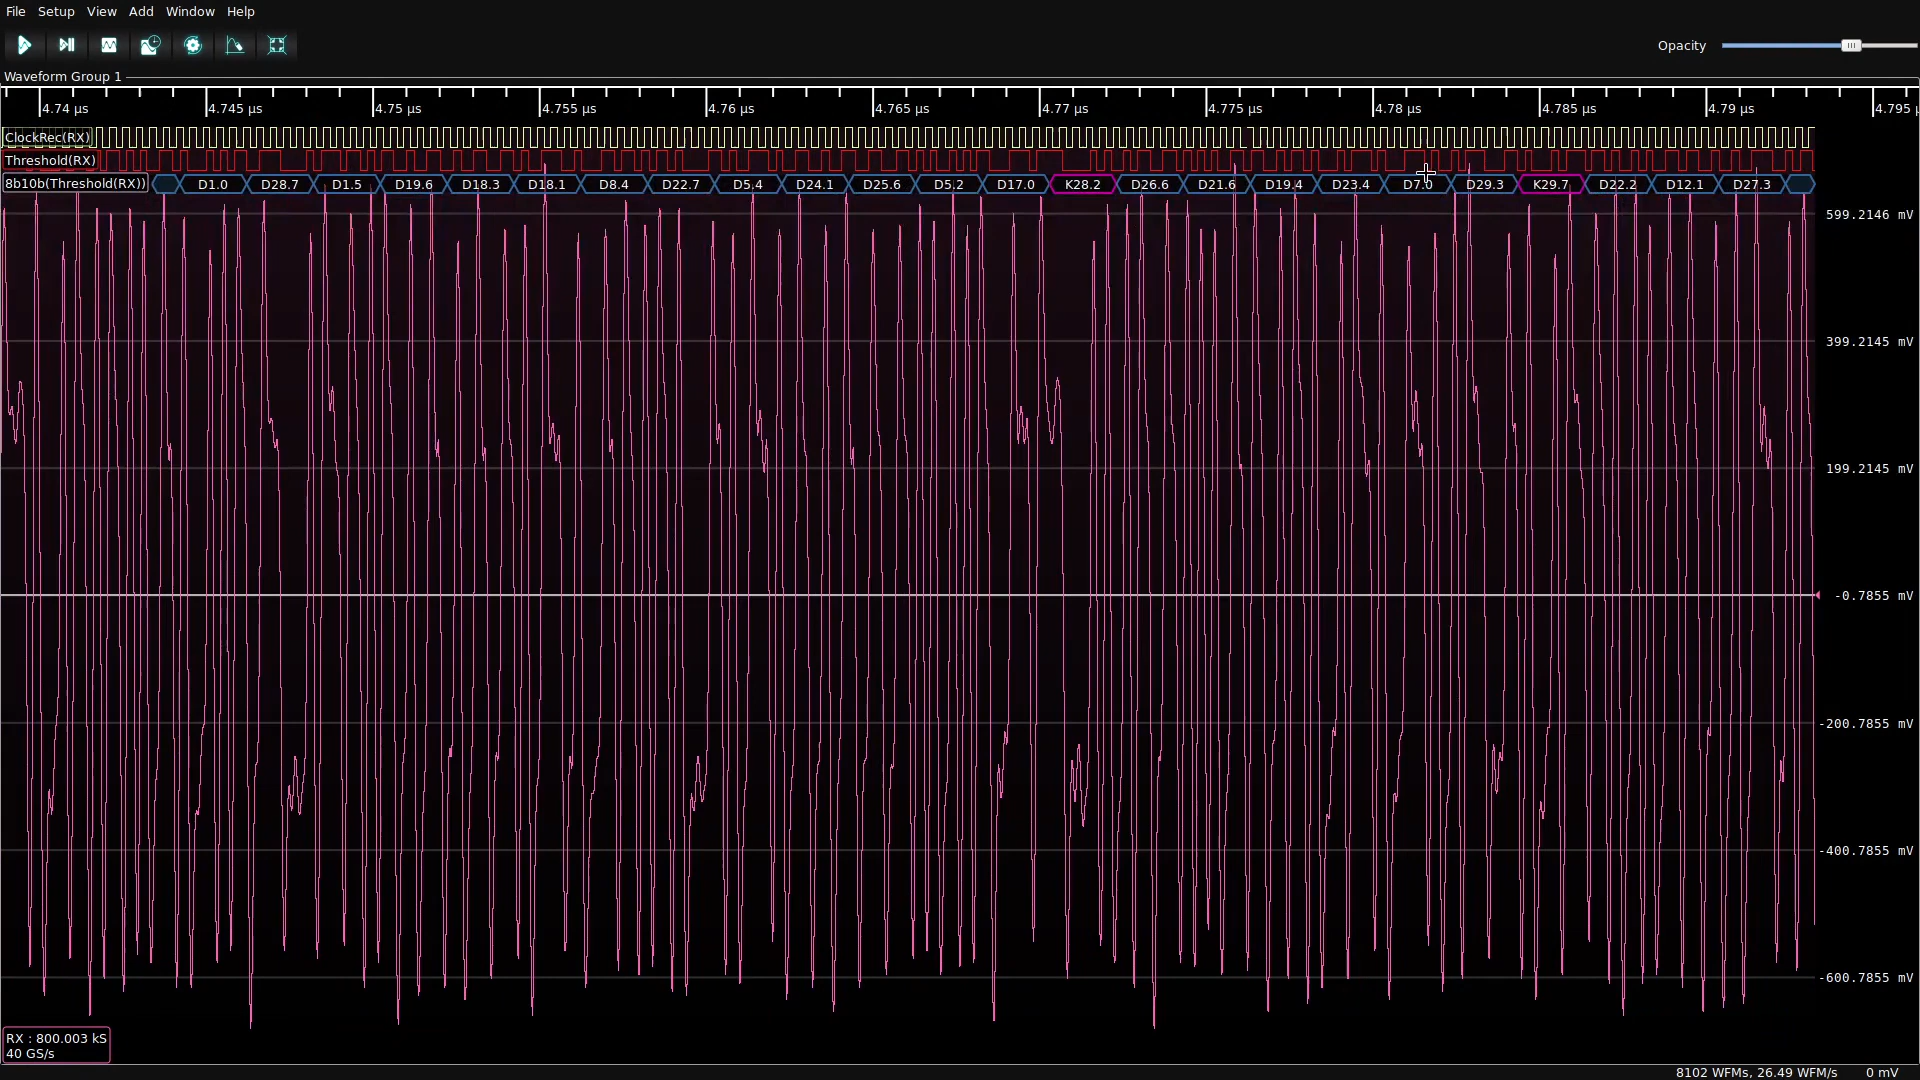 File Setup View Add Window Help
Opacity
Waveform Group 1
4.74 µs 4.745 µs 4.75 µs 4.755 µs 4.76 µs 4.765 µs 4.77 µs 4.775 µs 4.78 µs 4.785 µs 4.79 µs 4.795
ClockRec(RX)
Threshold(RX)
8b10b(Threshold(RX)) D1.0 D28.7 D1.5 D19.6 D18.3 D18.1 D8.4 D22.7 D5.4 D24.1 D25.6 D5.2 D17.0 K28.2 D26.6 D21.6 D19.4 D23.4 D7.0 D29.3 K29.7 D22.2 D12.1 D27.3
599.2146 mV
399.2145 mV
199.2145 mV
-0.7855 mV
-200.7855 mV
-400.7855 mV
-600.7855 mV
RX : 800.003 kS
40 GS/s
8102 WFMs, 26.49 WFM/s 0 mV